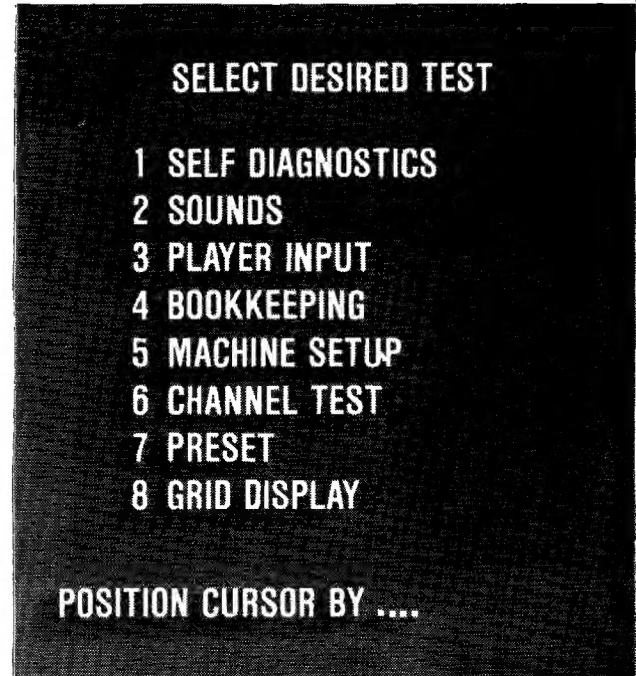 SELECT DESIRED TEST
1 SELF DIAGNOSTICS
2 SOUNDS
3 PLAYER INPUT
4 BOOKKEEPING
5 MACHINE SETUP
6 CHANNEL TEST
7 PRESET
8 GRID DISPLAY
POSITION CURSOR BY ....